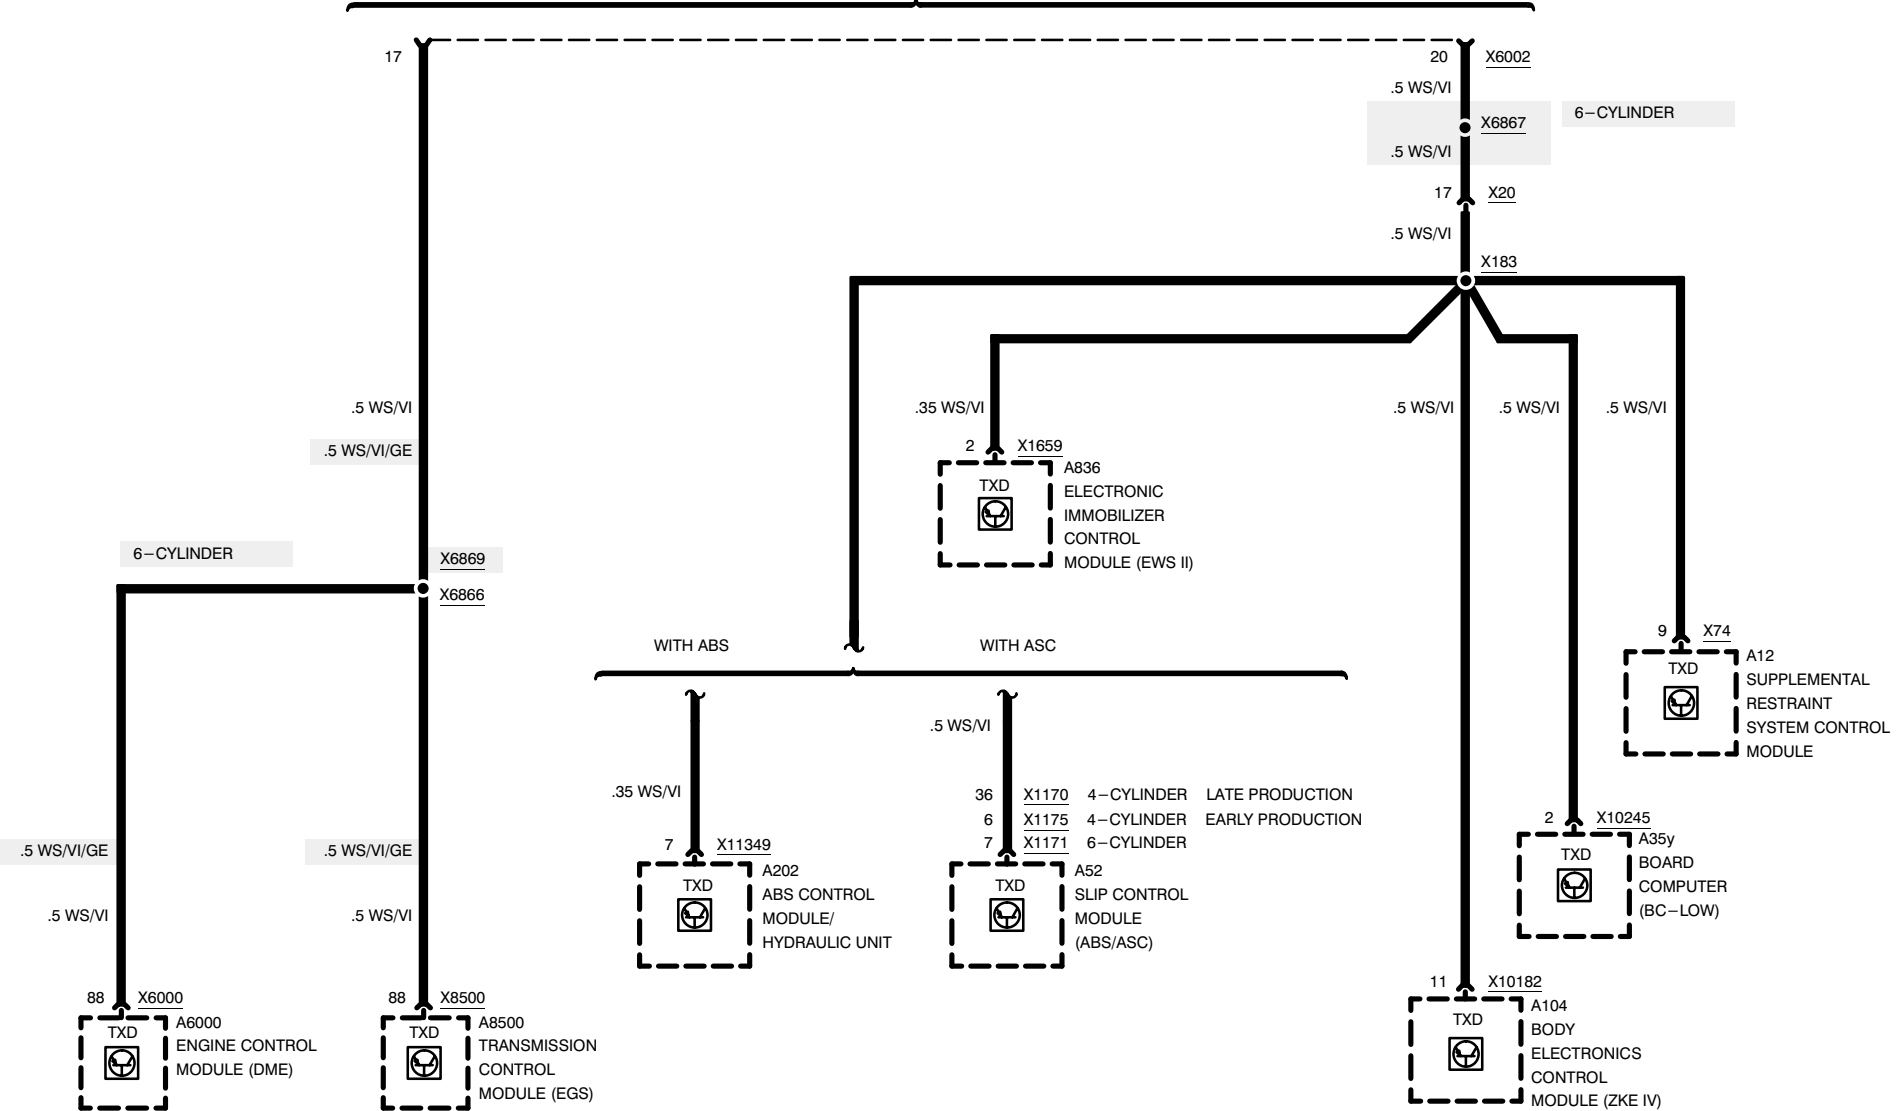 17
20 X6002
.5 WS/VI
6-CYLINDER
X6867
.5 WS/VI
17 X20
.5 WS/VI
X183
.5 WS/VI
.35 WS/VI
.5 WS/VI
.5 WS/VI
.5 WS/VI
.5 WS/VI/GE
2 X1659
A836
TXD
ELECTRONIC
IMMOBILIZER
CONTROL
MODULE (EWS II)
6-CYLINDER
X6869
X6866
WITH ABS
WITH ASC
9 X74
A12
TXD
SUPPLEMENTAL
RESTRAINT
SYSTEM CONTROL
MODULE
.5 WS/VI
.35 WS/VI
36 X1170 4-CYLINDER LATE PRODUCTION
6 X1175 4-CYLINDER EARLY PRODUCTION
7 X1171 6-CYLINDER
7 X11349
A202
TXD
ABS CONTROL
MODULE/
HYDRAULIC UNIT
A52
TXD
SLIP CONTROL
MODULE
(ABS/ASC)
2 X10245
A35y
TXD
BOARD
COMPUTER
(BC-LOW)
.5 WS/VI/GE
.5 WS/VI/GE
.5 WS/VI
.5 WS/VI
88 X6000
A6000
TXD
ENGINE CONTROL
MODULE (DME)
88 X8500
A8500
TXD
TRANSMISSION
CONTROL
MODULE (EGS)
11 X10182
A104
TXD
BODY
ELECTRONICS
CONTROL
MODULE (ZKE IV)